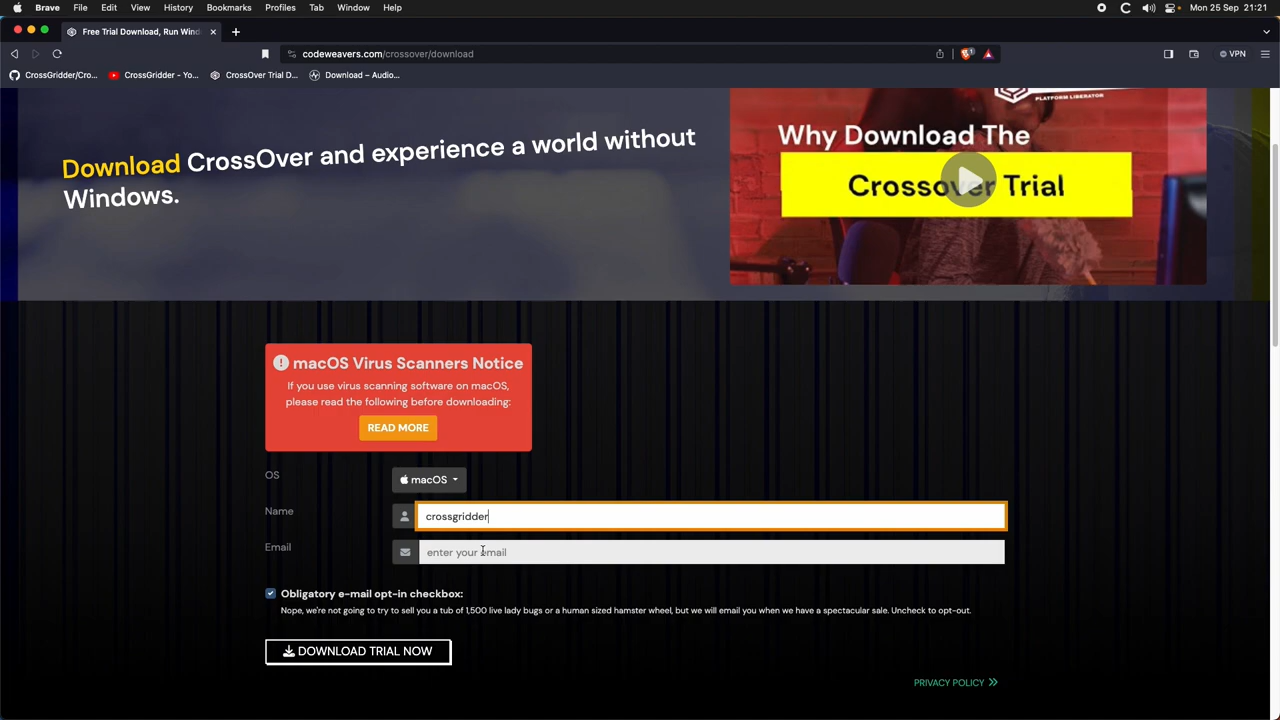 Brave File Edit View History Bookmarks Profiles Tab Window Help Mon 25 Sep 21:21
Free Trial Download, Run Wind
codeweavers.com/crossover/download 1 VPN
CrossGridder/Cro... CrossGridder - Yo... CrossOver Trial D... Download – Audio...
PLATFORM LIBERATOR
Why Download The
Crossover Trial
Download CrossOver and experience a world without
Windows.
macOS Virus Scanners Notice
If you use virus scanning software on macOS,
please read the following before downloading:
READ MORE
OS macOS
Name crossgridder
Email enter your email
Obligatory e-mail opt-in checkbox:
Nope, we're not going to try to sell you a tub of 1,500 live lady bugs or a human sized hamster wheel, but we will email you when we have a spectacular sale. Uncheck to opt-out.
DOWNLOAD TRIAL NOW
PRIVACY POLICY